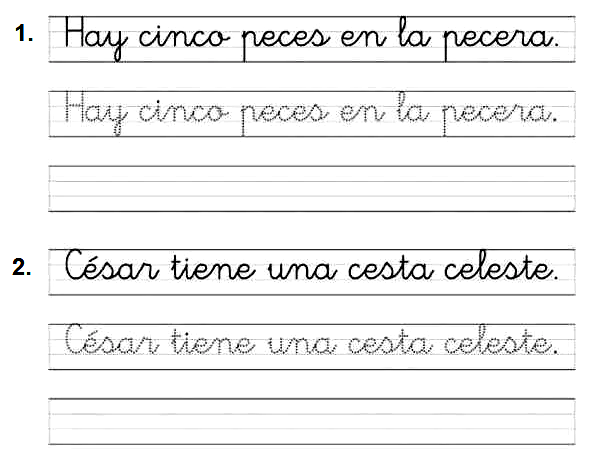 1. Hay cinco peces en la pecera.
Hay cinco peces en la pecera.
2. César tiene una cesta celeste.
César tiene una cesta celeste.